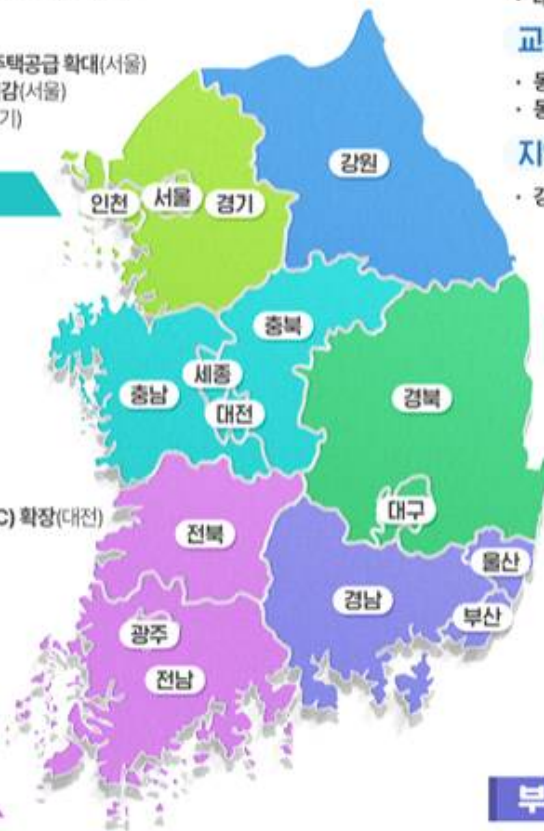 주택공급 확대(서울)
감(서울)
기)
교
지
강원
인천 서울 경기
충북
세종
충남
대전
경북
C) 확장(대전)
대구
전북
울산
경남
부산
광주
전남
부